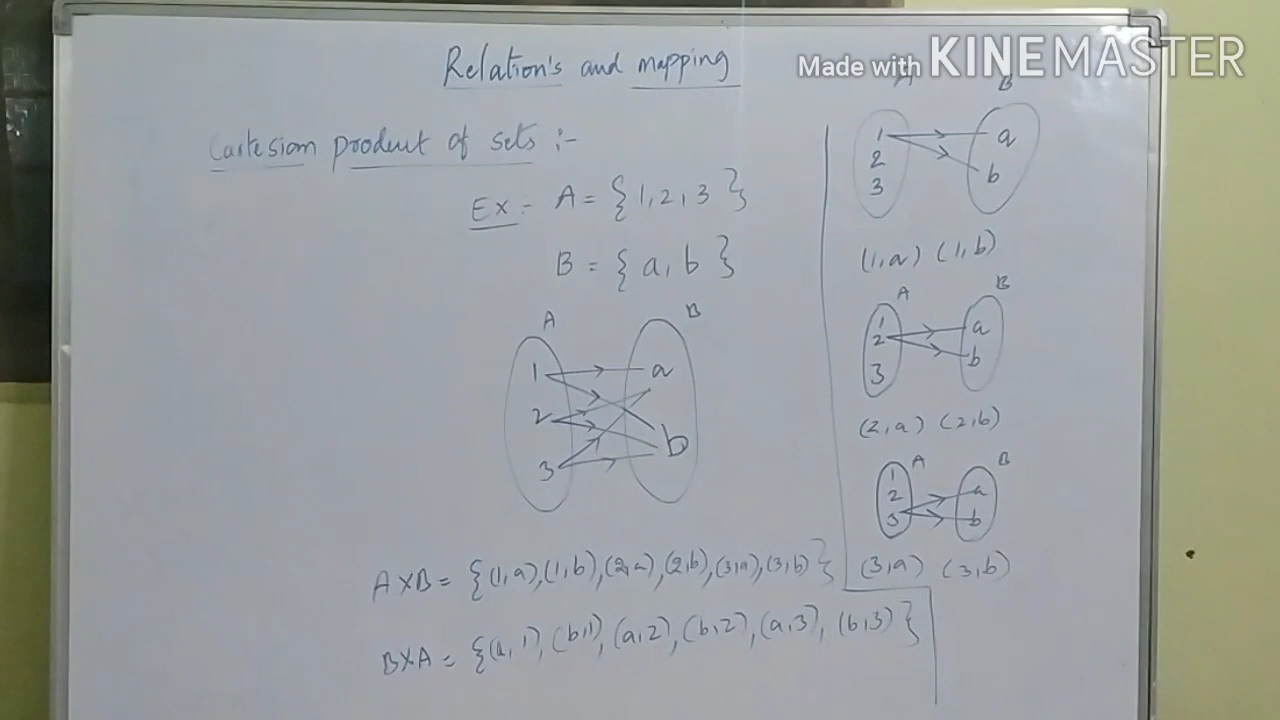 Relation's and mapping
Made with KINEMASTER
Cartesian product of sets :-
Ex :- A = {1, 2, 3}
B = {a, b}
A B
1 a
2 b
3
A×B = {(1,a), (1,b), (2,a), (2,b), (3,a), (3,b)}
B×A = {(a,1), (b,1), (a,2), (b,2), (a,3), (b,3)}
A B
1 a
2 b
3
(1,a) (1,b)
A B
1 a
2 b
3
(2,a) (2,b)
A B
1 a
2 b
3
(3,a) (3,b)